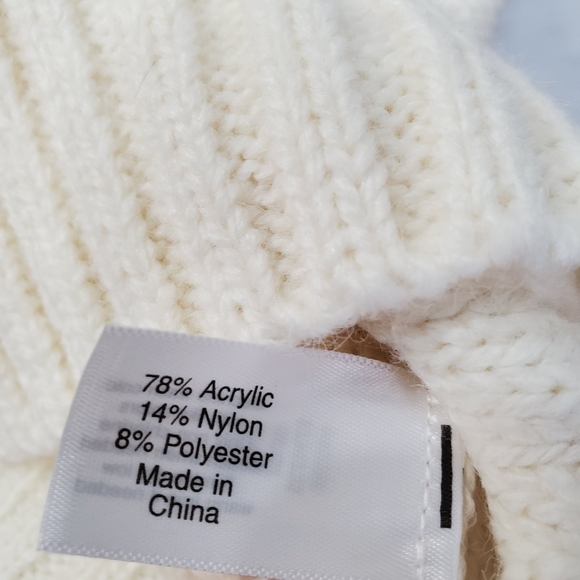 78% Acrylic
14% Nylon
8% Polyester
Made in
China